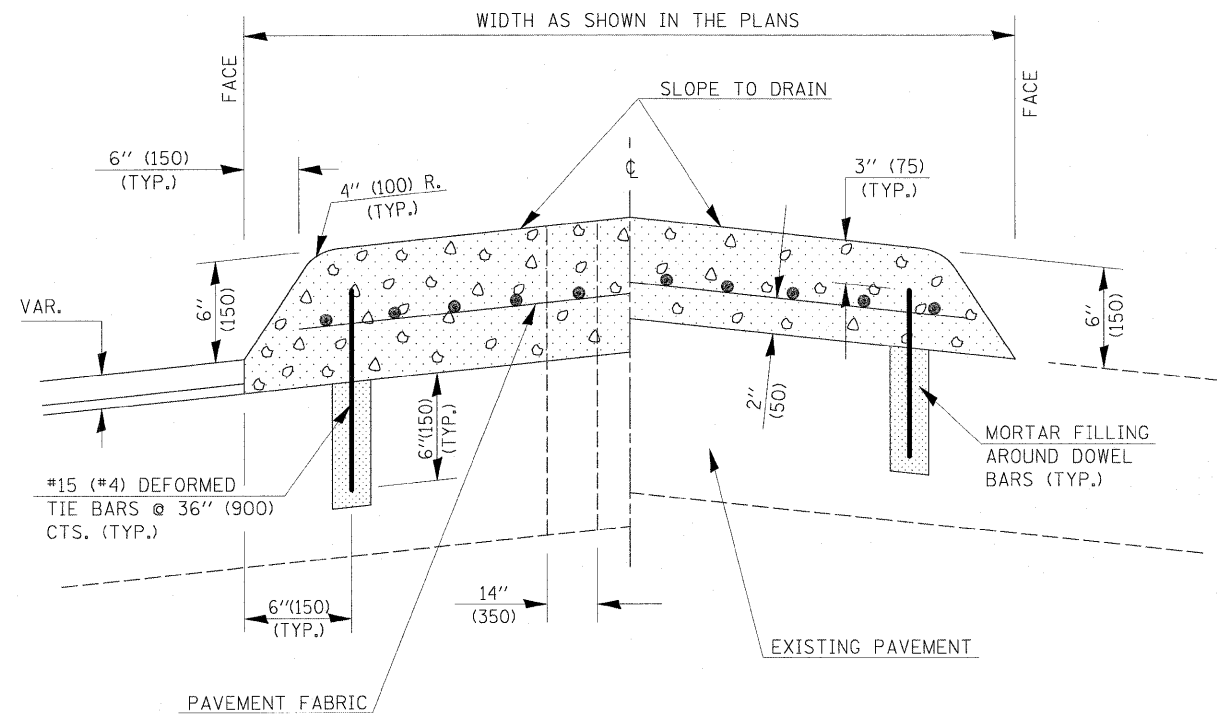 WIDTH AS SHOWN IN THE PLANS
FACE
FACE
SLOPE TO DRAIN
6" (150)
(TYP.)
4" (100) R.
(TYP.)
℄
3" (75)
(TYP.)
VAR.
6"
(150)
6"
(150)
6"(150)
(TYP.)
2"
(50)
MORTAR FILLING
AROUND DOWEL
BARS (TYP.)
#15 (#4) DEFORMED
TIE BARS @ 36" (900)
CTS. (TYP.)
6"(150)
(TYP.)
14"
(350)
EXISTING PAVEMENT
PAVEMENT FABRIC